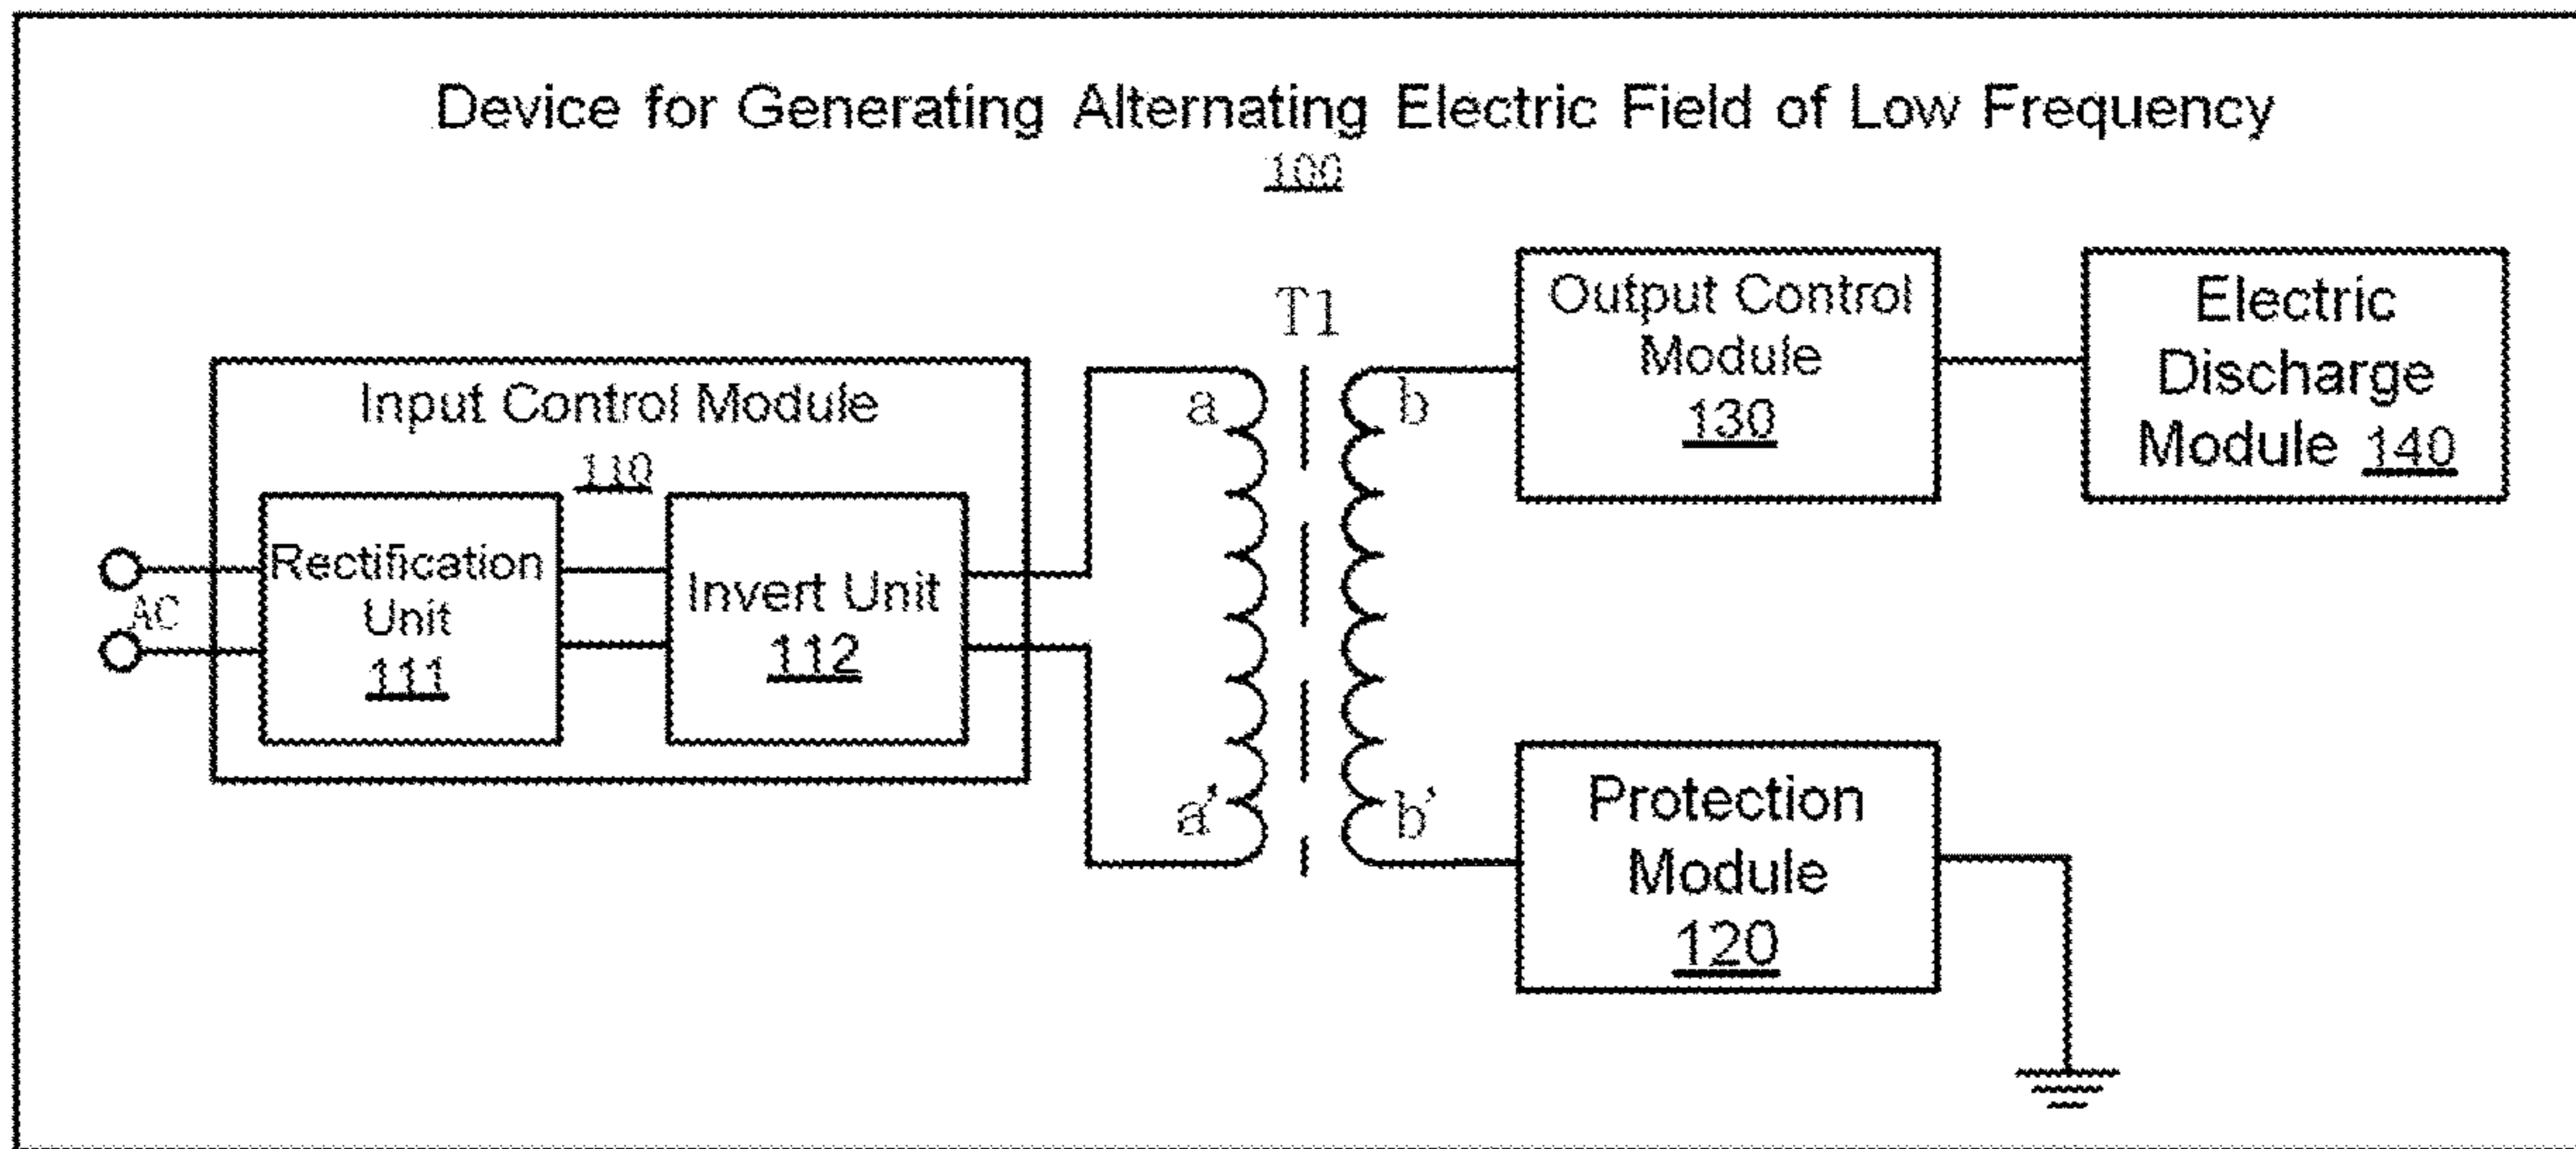 Device for Generating Alternating Electric Field of Low Frequency
100
Input Control Module
110
AC
Rectification
Unit
111
Invert Unit
112
T1
a
a'
b
b'
Output Control
Module
130
Electric
Discharge
Module 140
Protection
Module
120